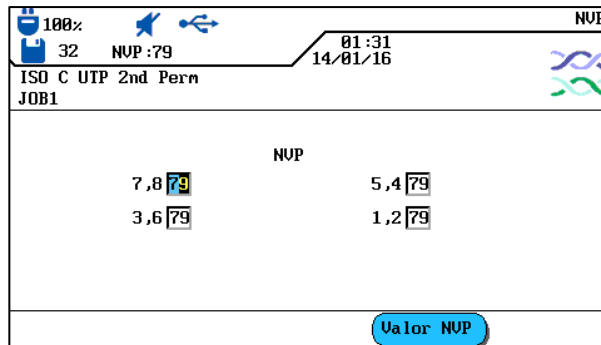 100% NVP
32 NVP:79 01:31
14/01/16
ISO C UTP 2nd Perm
JOB1
NVP
7,8 79 5,4 79
3,6 79 1,2 79
Valor NVP